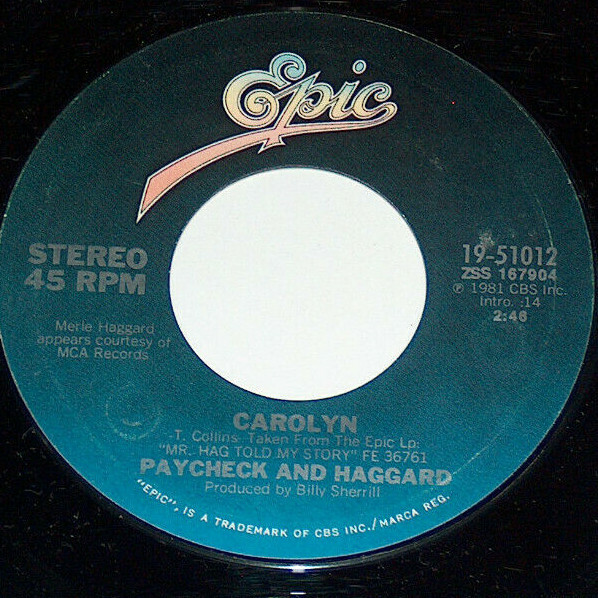 Epic
STEREO
45 RPM
19-51012
ZSS 167904
℗ 1981 CBS Inc.
Intro. :14
2:46
Merle Haggard
appears courtesy of
MCA Records
CAROLYN
-T. Collins- Taken From The Epic Lp:
"MR. HAG TOLD MY STORY" FE 36761
PAYCHECK AND HAGGARD
Produced by Billy Sherrill
"EPIC", IS A TRADEMARK OF CBS INC./MARCA REG.